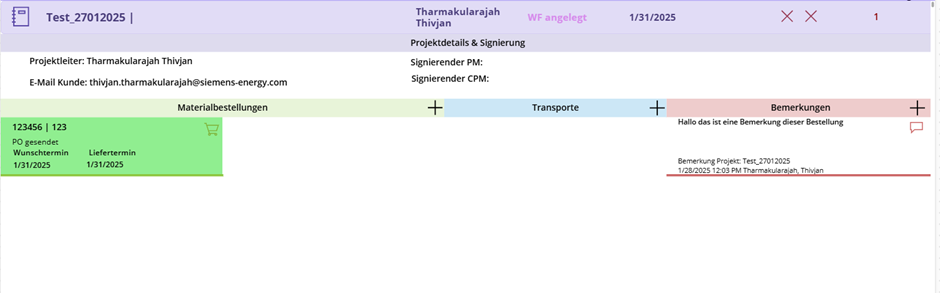 Test_27012025 |
Tharmakularajah
Thivjan
WF angelegt
1/31/2025
1
Projektdetails & Signierung
Projektleiter: Tharmakularajah Thivjan
Signierender PM:
E-Mail Kunde: thivjan.tharmakularajah@siemens-energy.com
Signierender CPM:
Materialbestellungen
Transporte
Bemerkungen
123456 | 123
PO gesendet
Wunschtermin Liefertermin
1/31/2025 1/31/2025
Hallo das ist eine Bemerkung dieser Bestellung
Bemerkung Projekt: Test_27012025
1/28/2025 12:03 PM Tharmakularajah, Thivjan